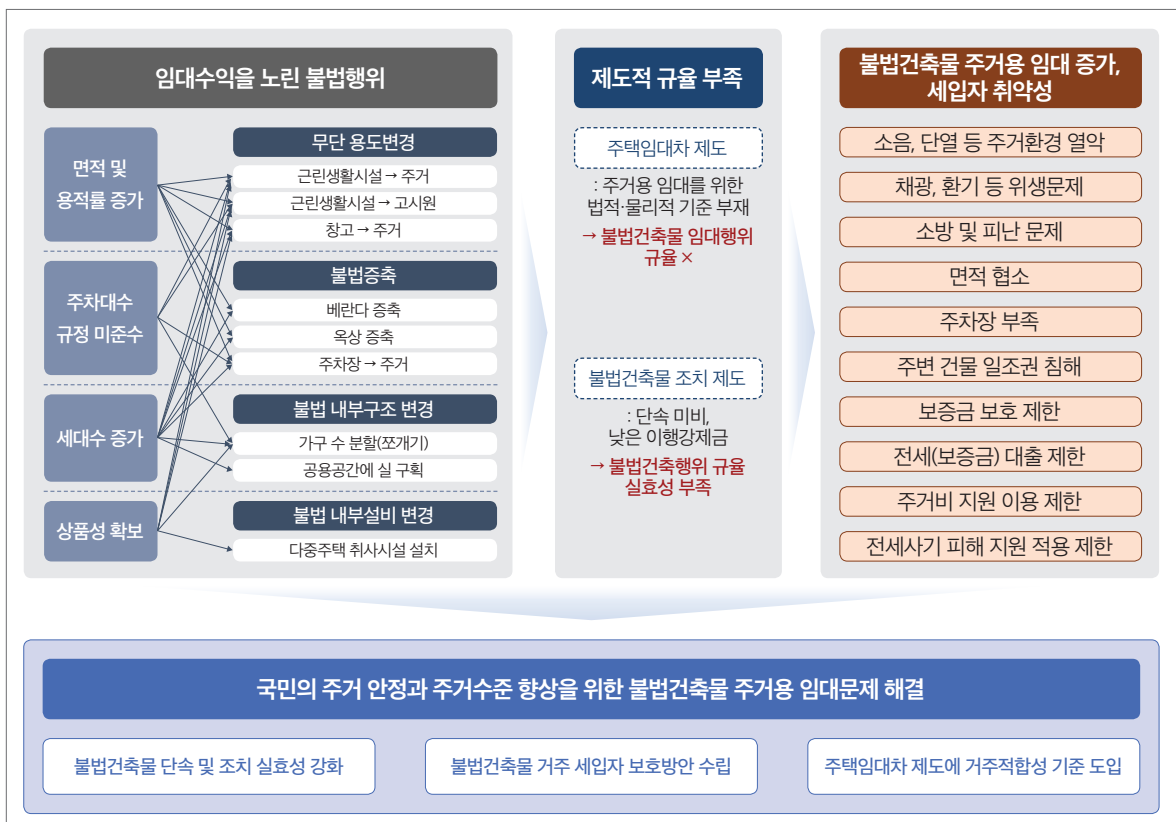 임대수익을 노린 불법행위
면적 및
용적률 증가
주차대수
규정 미준수
세대수 증가
상품성 확보
무단 용도변경
근린생활시설 → 주거
근린생활시설 → 고시원
창고 → 주거
불법증축
베란다 증축
옥상 증축
주차장 → 주거
불법 내부구조 변경
가구 수 분할(쪼개기)
공용공간에 실 구획
불법 내부설비 변경
다중주택 취사시설 설치
제도적 규율 부족
주택임대차 제도
: 주거용 임대를 위한
법적·물리적 기준 부재
→ 불법건축물 임대행위
규율 ×
불법건축물 조치 제도
: 단속 미비,
낮은 이행강제금
→ 불법건축행위 규율
실효성 부족
불법건축물 주거용 임대 증가,
세입자 취약성
소음, 단열 등 주거환경 열악
채광, 환기 등 위생문제
소방 및 피난 문제
면적 협소
주차장 부족
주변 건물 일조권 침해
보증금 보호 제한
전세(보증금) 대출 제한
주거비 지원 이용 제한
전세사기 피해 지원 적용 제한
국민의 주거 안정과 주거수준 향상을 위한 불법건축물 주거용 임대문제 해결
불법건축물 단속 및 조치 실효성 강화
불법건축물 거주 세입자 보호방안 수립
주택임대차 제도에 거주적합성 기준 도입